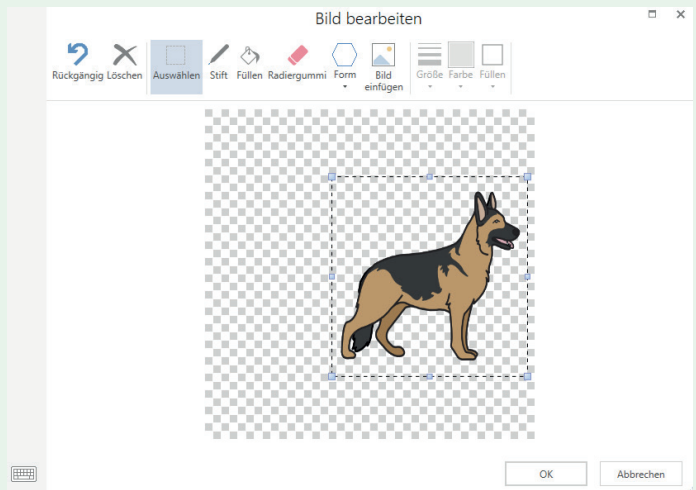 Bild bearbeiten
Rückgängig Löschen Auswählen Stift Füllen Radiergummi Form Bild einfügen Größe Farbe Füllen
OK Abbrechen